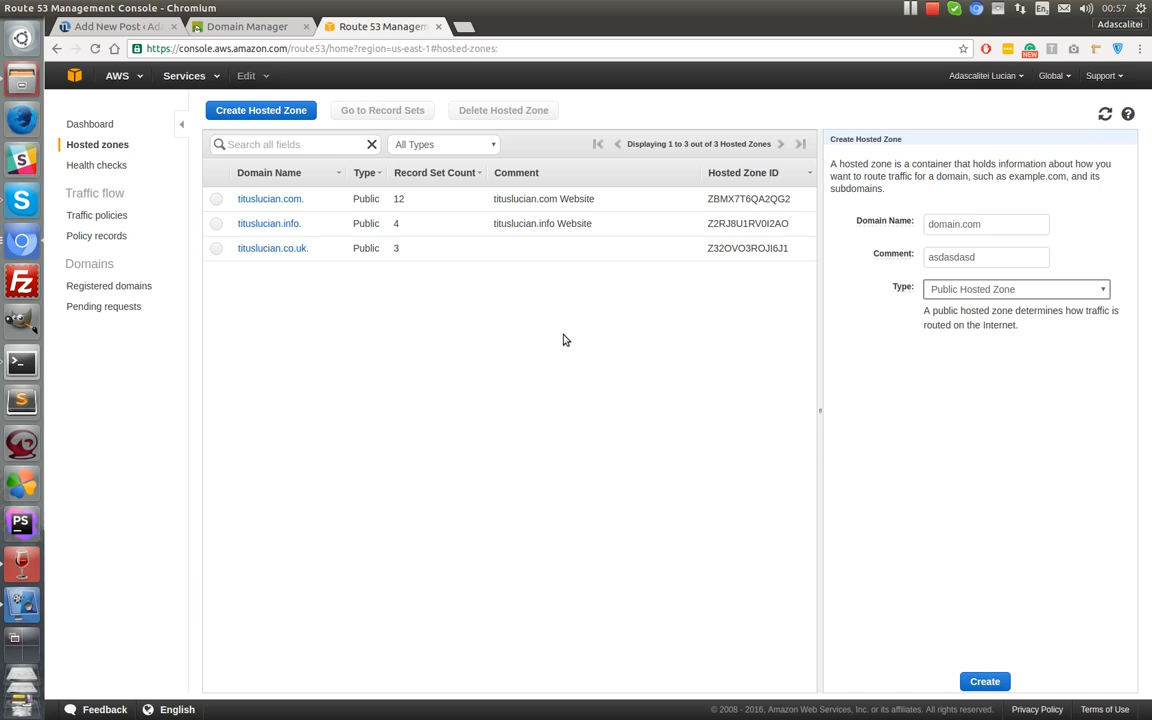 Route 53 Management Console - Chromium
00:57
Adascalitei
Add New Post ‹ Ada
Domain Manager
Route 53 Managemen
https://console.aws.amazon.com/route53/home?region=us-east-1#hosted-zones:
AWS
Services
Edit
Adascalitei Lucian
Global
Support
Dashboard
Hosted zones
Health checks
Traffic flow
Traffic policies
Policy records
Domains
Registered domains
Pending requests
Create Hosted Zone
Go to Record Sets
Delete Hosted Zone
Search all fields
All Types
Displaying 1 to 3 out of 3 Hosted Zones
Domain Name Type Record Set Count Comment Hosted Zone ID
tituslucian.com. Public 12 tituslucian.com Website ZBMX7T6QA2QG2
tituslucian.info. Public 4 tituslucian.info Website Z2RJ8U1RV0I2AO
tituslucian.co.uk. Public 3 Z32OVO3ROJI6J1
Create Hosted Zone
A hosted zone is a container that holds information about how you
want to route traffic for a domain, such as example.com, and its
subdomains.
Domain Name: domain.com
Comment: asdasdasd
Type: Public Hosted Zone
A public hosted zone determines how traffic is
routed on the Internet.
Create
Feedback
English
© 2008 - 2016, Amazon Web Services, Inc. or its affiliates. All rights reserved.
Privacy Policy
Terms of Use